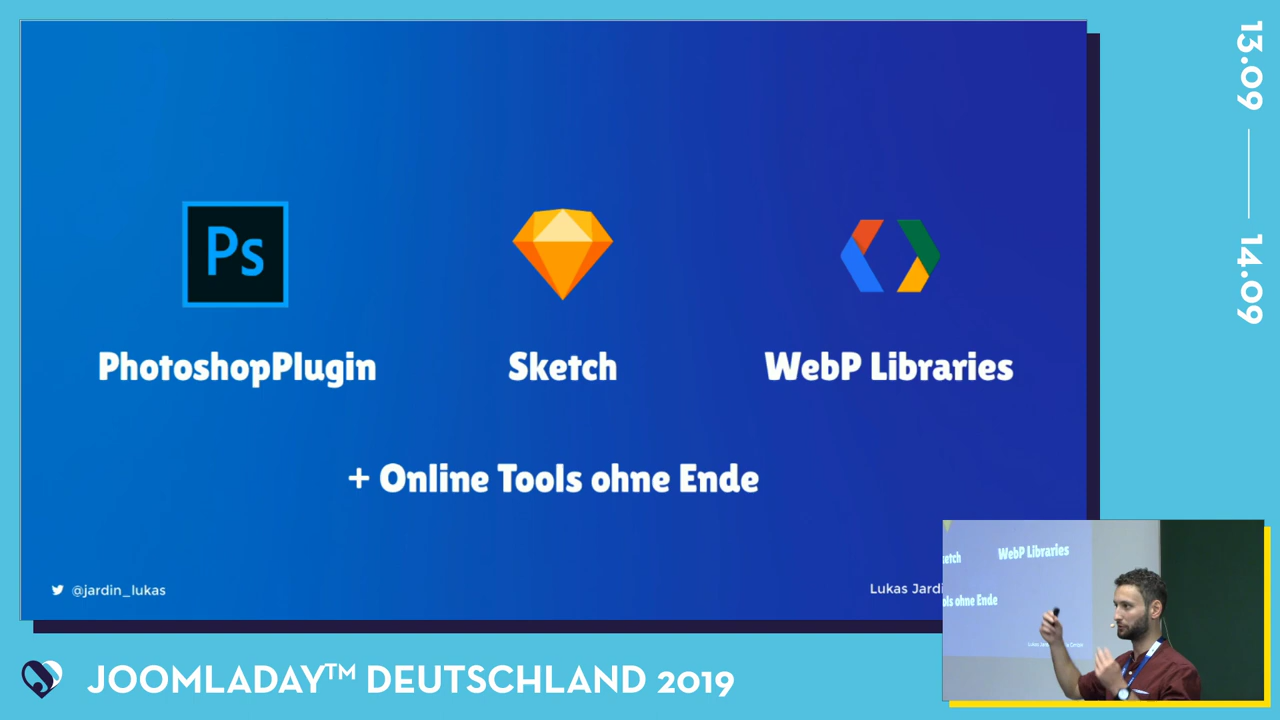 13.09
14.09
Ps
PhotoshopPlugin
Sketch
WebP Libraries
+ Online Tools ohne Ende
@jardin_lukas
Lukas Jardi
etch
WebP Libraries
ols ohne Ende
JOOMLADAY™ DEUTSCHLAND 2019